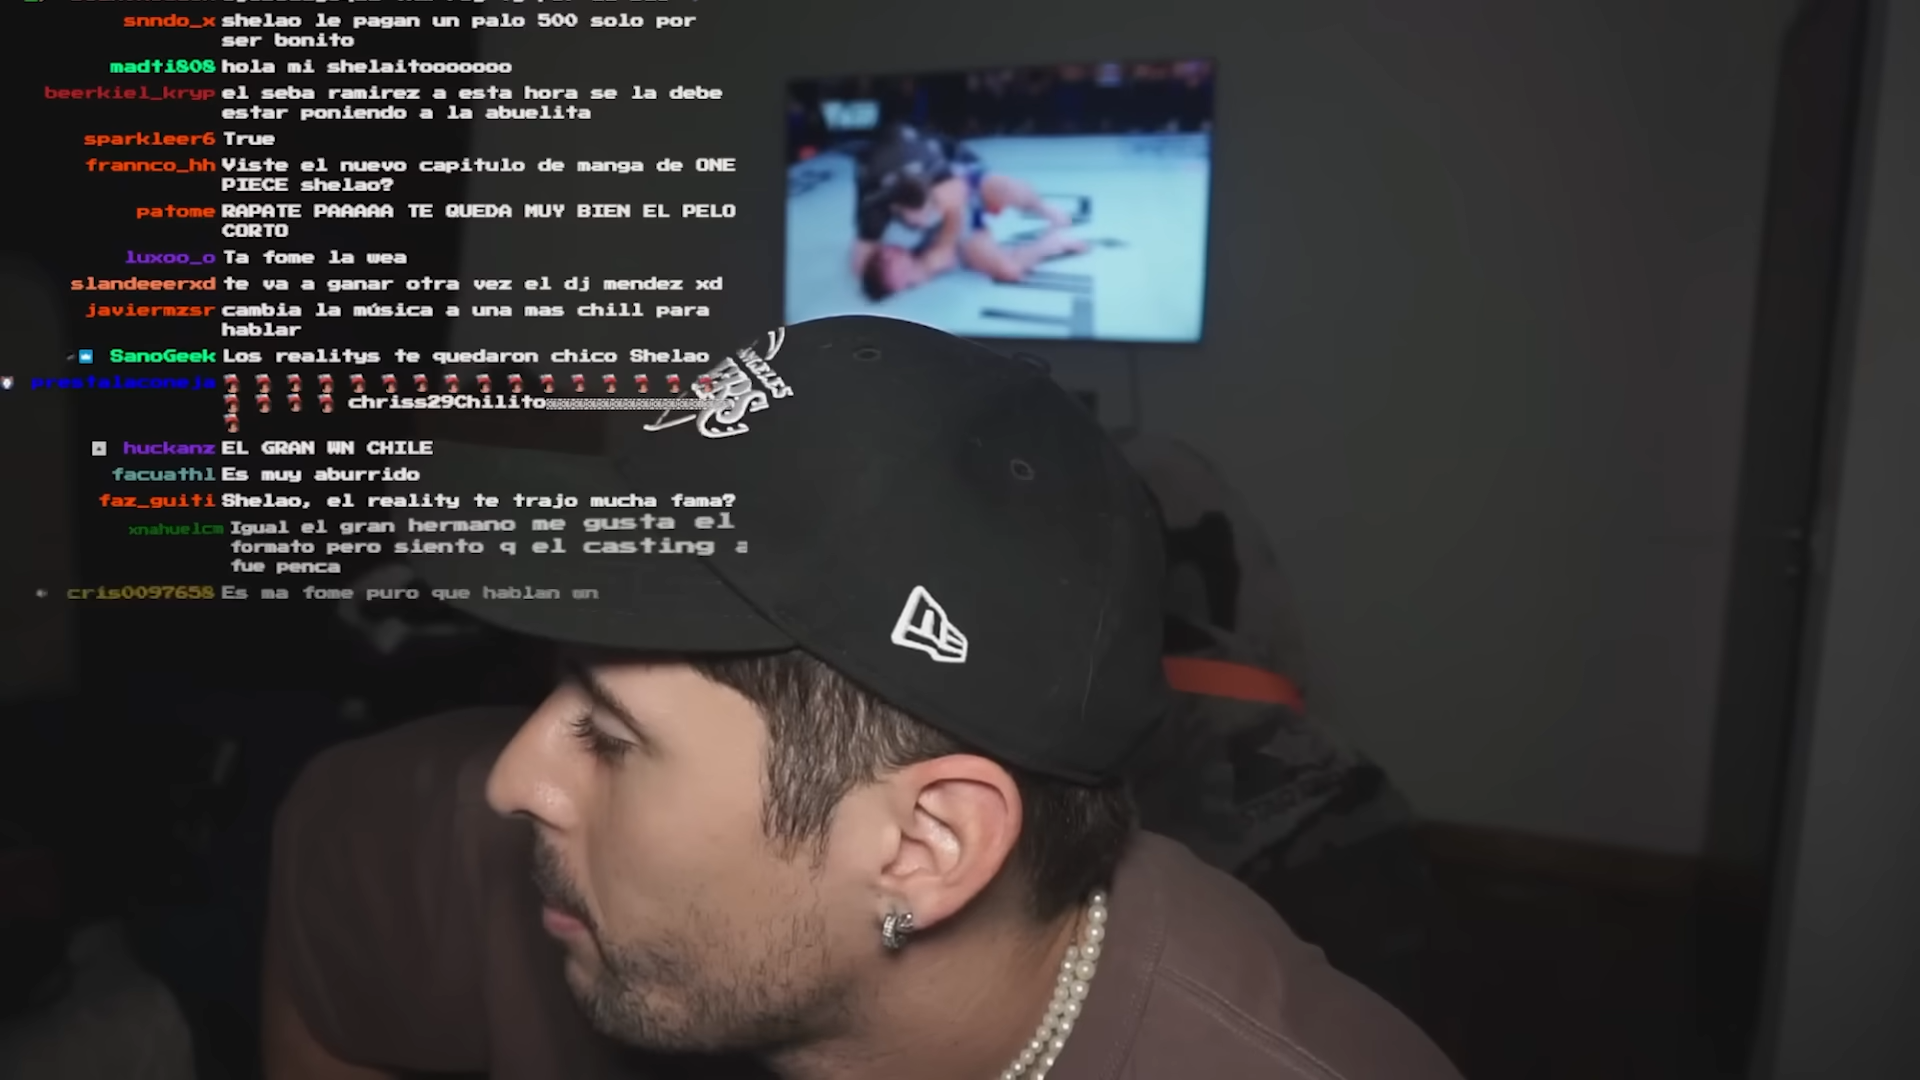 snndo_x shelao le pagan un palo 500 solo por
ser bonito
madti808 hola mi shelaitooooooo
beerkiel_kryp el seba ramirez a esta hora se la debe
estar poniendo a la abuelita
sparkleer6 True
frannco_hh Viste el nuevo capitulo de manga de ONE
PIECE shelao?
patome RAPATE PAAAAA TE QUEDA MUY BIEN EL PELO
CORTO
luxoo_o Ta fome la wea
slandeeerxd te va a ganar otra vez el dj mendez xd
javiermzsr cambia la música a una mas chill para
hablar
SanoGeek Los realitys te quedaron chico Shelao
prestalaconeja
chriss29Chilito
huckanz EL GRAN WN CHILE
facuathl Es muy aburrido
faz_guiti Shelao, el reality te trajo mucha fama?
xnahuelcm Igual el gran hermano me gusta el
formato pero siento q el casting a
fue penca
cris0097658 Es ma fome puro que hablan wn